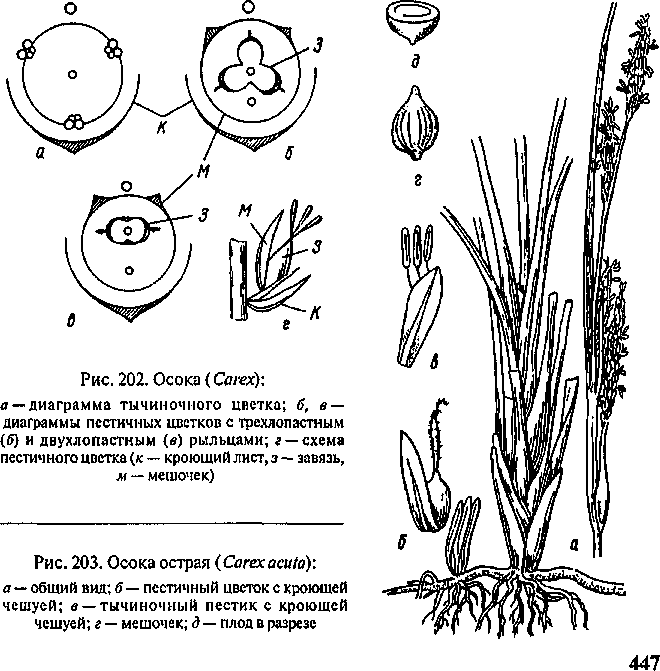 З
К
а
б
М
З
в
М
З
К
г
д
г
в
б
а
Рис. 202. Осока (Carex):
а — диаграмма тычиночного цветка; б, в —
диаграммы пестичных цветков с трехлопастным
(б) и двухлопастным (в) рыльцами; г — схема
пестичного цветка (к — кроющий лист, з — завязь,
м — мешочек)
Рис. 203. Осока острая (Carex acuta):
а — общий вид; б — пестичный цветок с кроющей
чешуей; в — тычиночный пестик с кроющей
чешуей; г — мешочек; д — плод в разрезе
447